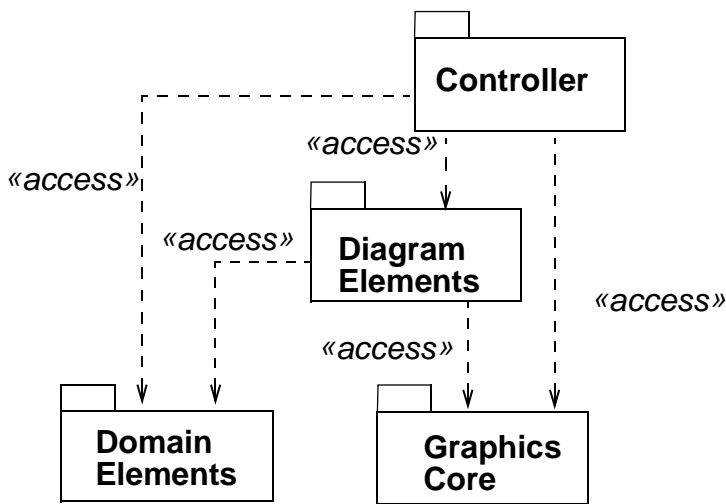 Controller
«access»
«access»
«access»
Diagram
Elements
«access»
«access»
Domain
Elements
Graphics
Core